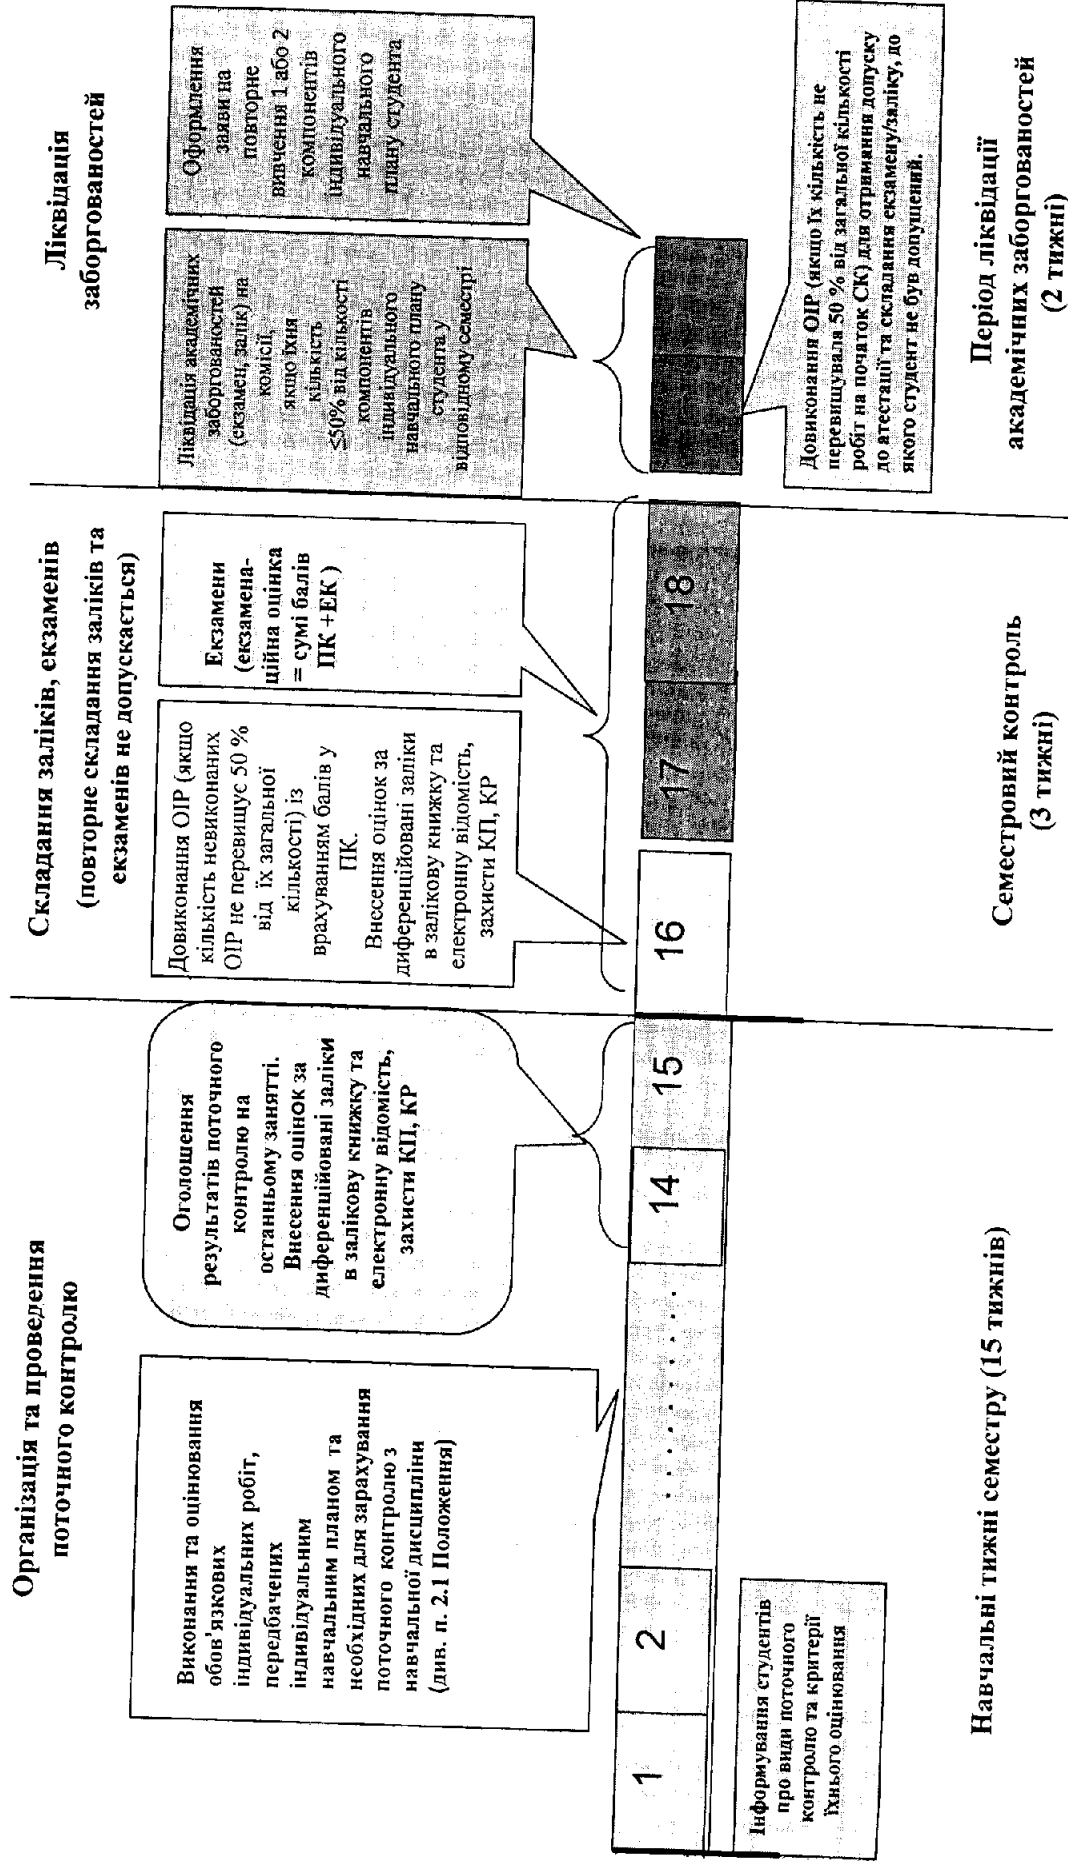 Організація та проведення
поточного контролю
Складання заліків, екзаменів
(повторне складання заліків та
екзаменів не допускається)
Ліквідація
заборгованостей
Виконання та оцінювання
обов’язкових
індивідуальних робіт,
передбачених
індивідуальним
навчальним планом та
необхідних для зарахування
поточного контролю з
навчальної дисципліни
(див. п. 2.1 Положення)
Оголошення
результатів поточного
контролю на
останньому занятті.
Внесення оцінок за
диференційовані заліки
в залікову книжку та
електронну відомість,
захисти КП, КР
Довиконання ОІР (якщо
кількість невиконаних
ОІР не перевищує 50 %
від їх загальної
кількості) із
врахуванням балів у
ПК.
Внесення оцінок за
диференційовані заліки
в залікову книжку та
електронну відомість,
захисти КП, КР
Екзамени
(екзамена-
ційна оцінка
= сумі балів
ПК +ЕК )
Ліквідація академічних
заборгованостей
(екзамен, залік) на
комісії,
якщо їхня
кількість
≤50% від кількості
компонентів
індивідуального
навчального плану
студента у
відповідному семестрі
Оформлення
заяви на
повторне
вивчення 1 або 2
компонентів
індивідуального
навчального
плану студента
1
2
. . . . . . . . . .
14
15
16
17
18
Інформування студентів
про види поточного
контролю та критерії
їхнього оцінювання
Довиконання ОІР (якщо їх кількість не
перевищувала 50 % від загальної кількості
робіт на початок СК) для отримання допуску
до атестації та складання екзамену/заліку, до
якого студент не був допущений.
Навчальні тижні семестру (15 тижнів)
Семестровий контроль
(3 тижні)
Період ліквідації
академічних заборгованостей
(2 тижні)